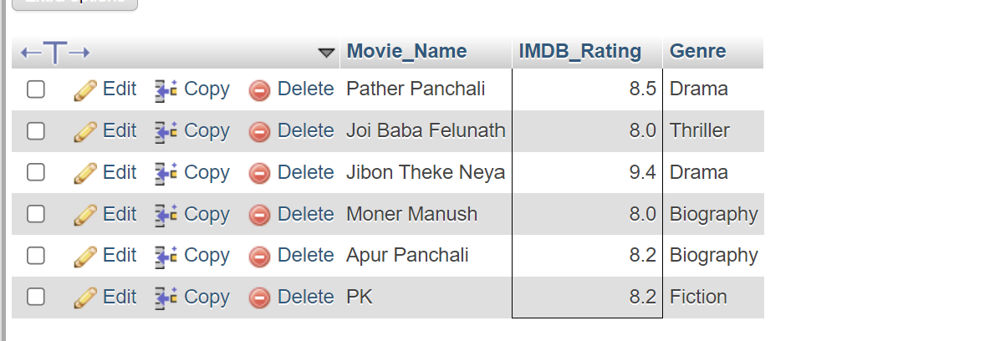 Extra options
Movie_Name IMDB_Rating Genre
Edit Copy Delete Pather Panchali 8.5 Drama
Edit Copy Delete Joi Baba Felunath 8.0 Thriller
Edit Copy Delete Jibon Theke Neya 9.4 Drama
Edit Copy Delete Moner Manush 8.0 Biography
Edit Copy Delete Apur Panchali 8.2 Biography
Edit Copy Delete PK 8.2 Fiction